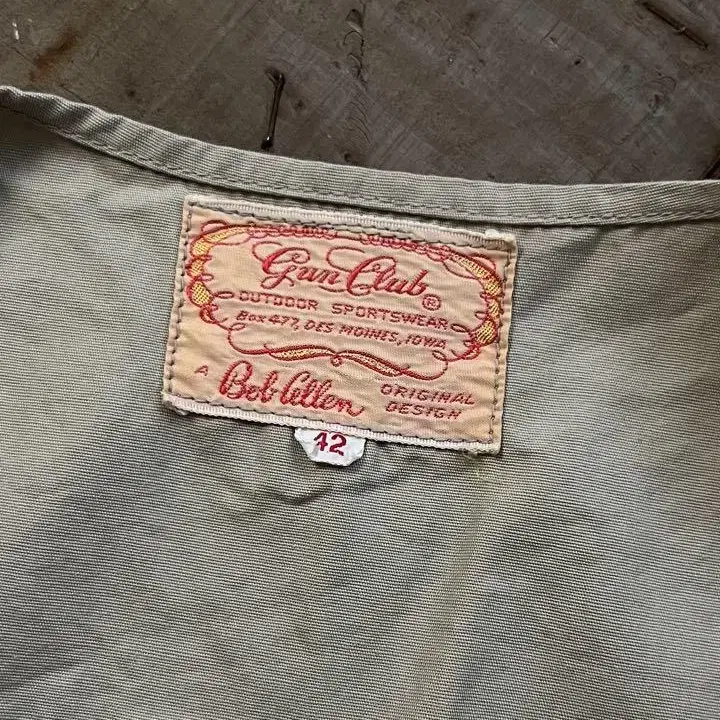 Gun Club®
OUTDOOR SPORTSWEAR
BOX 477, DES MOINES, IOWA
A Bob Allen ORIGINAL DESIGN
42